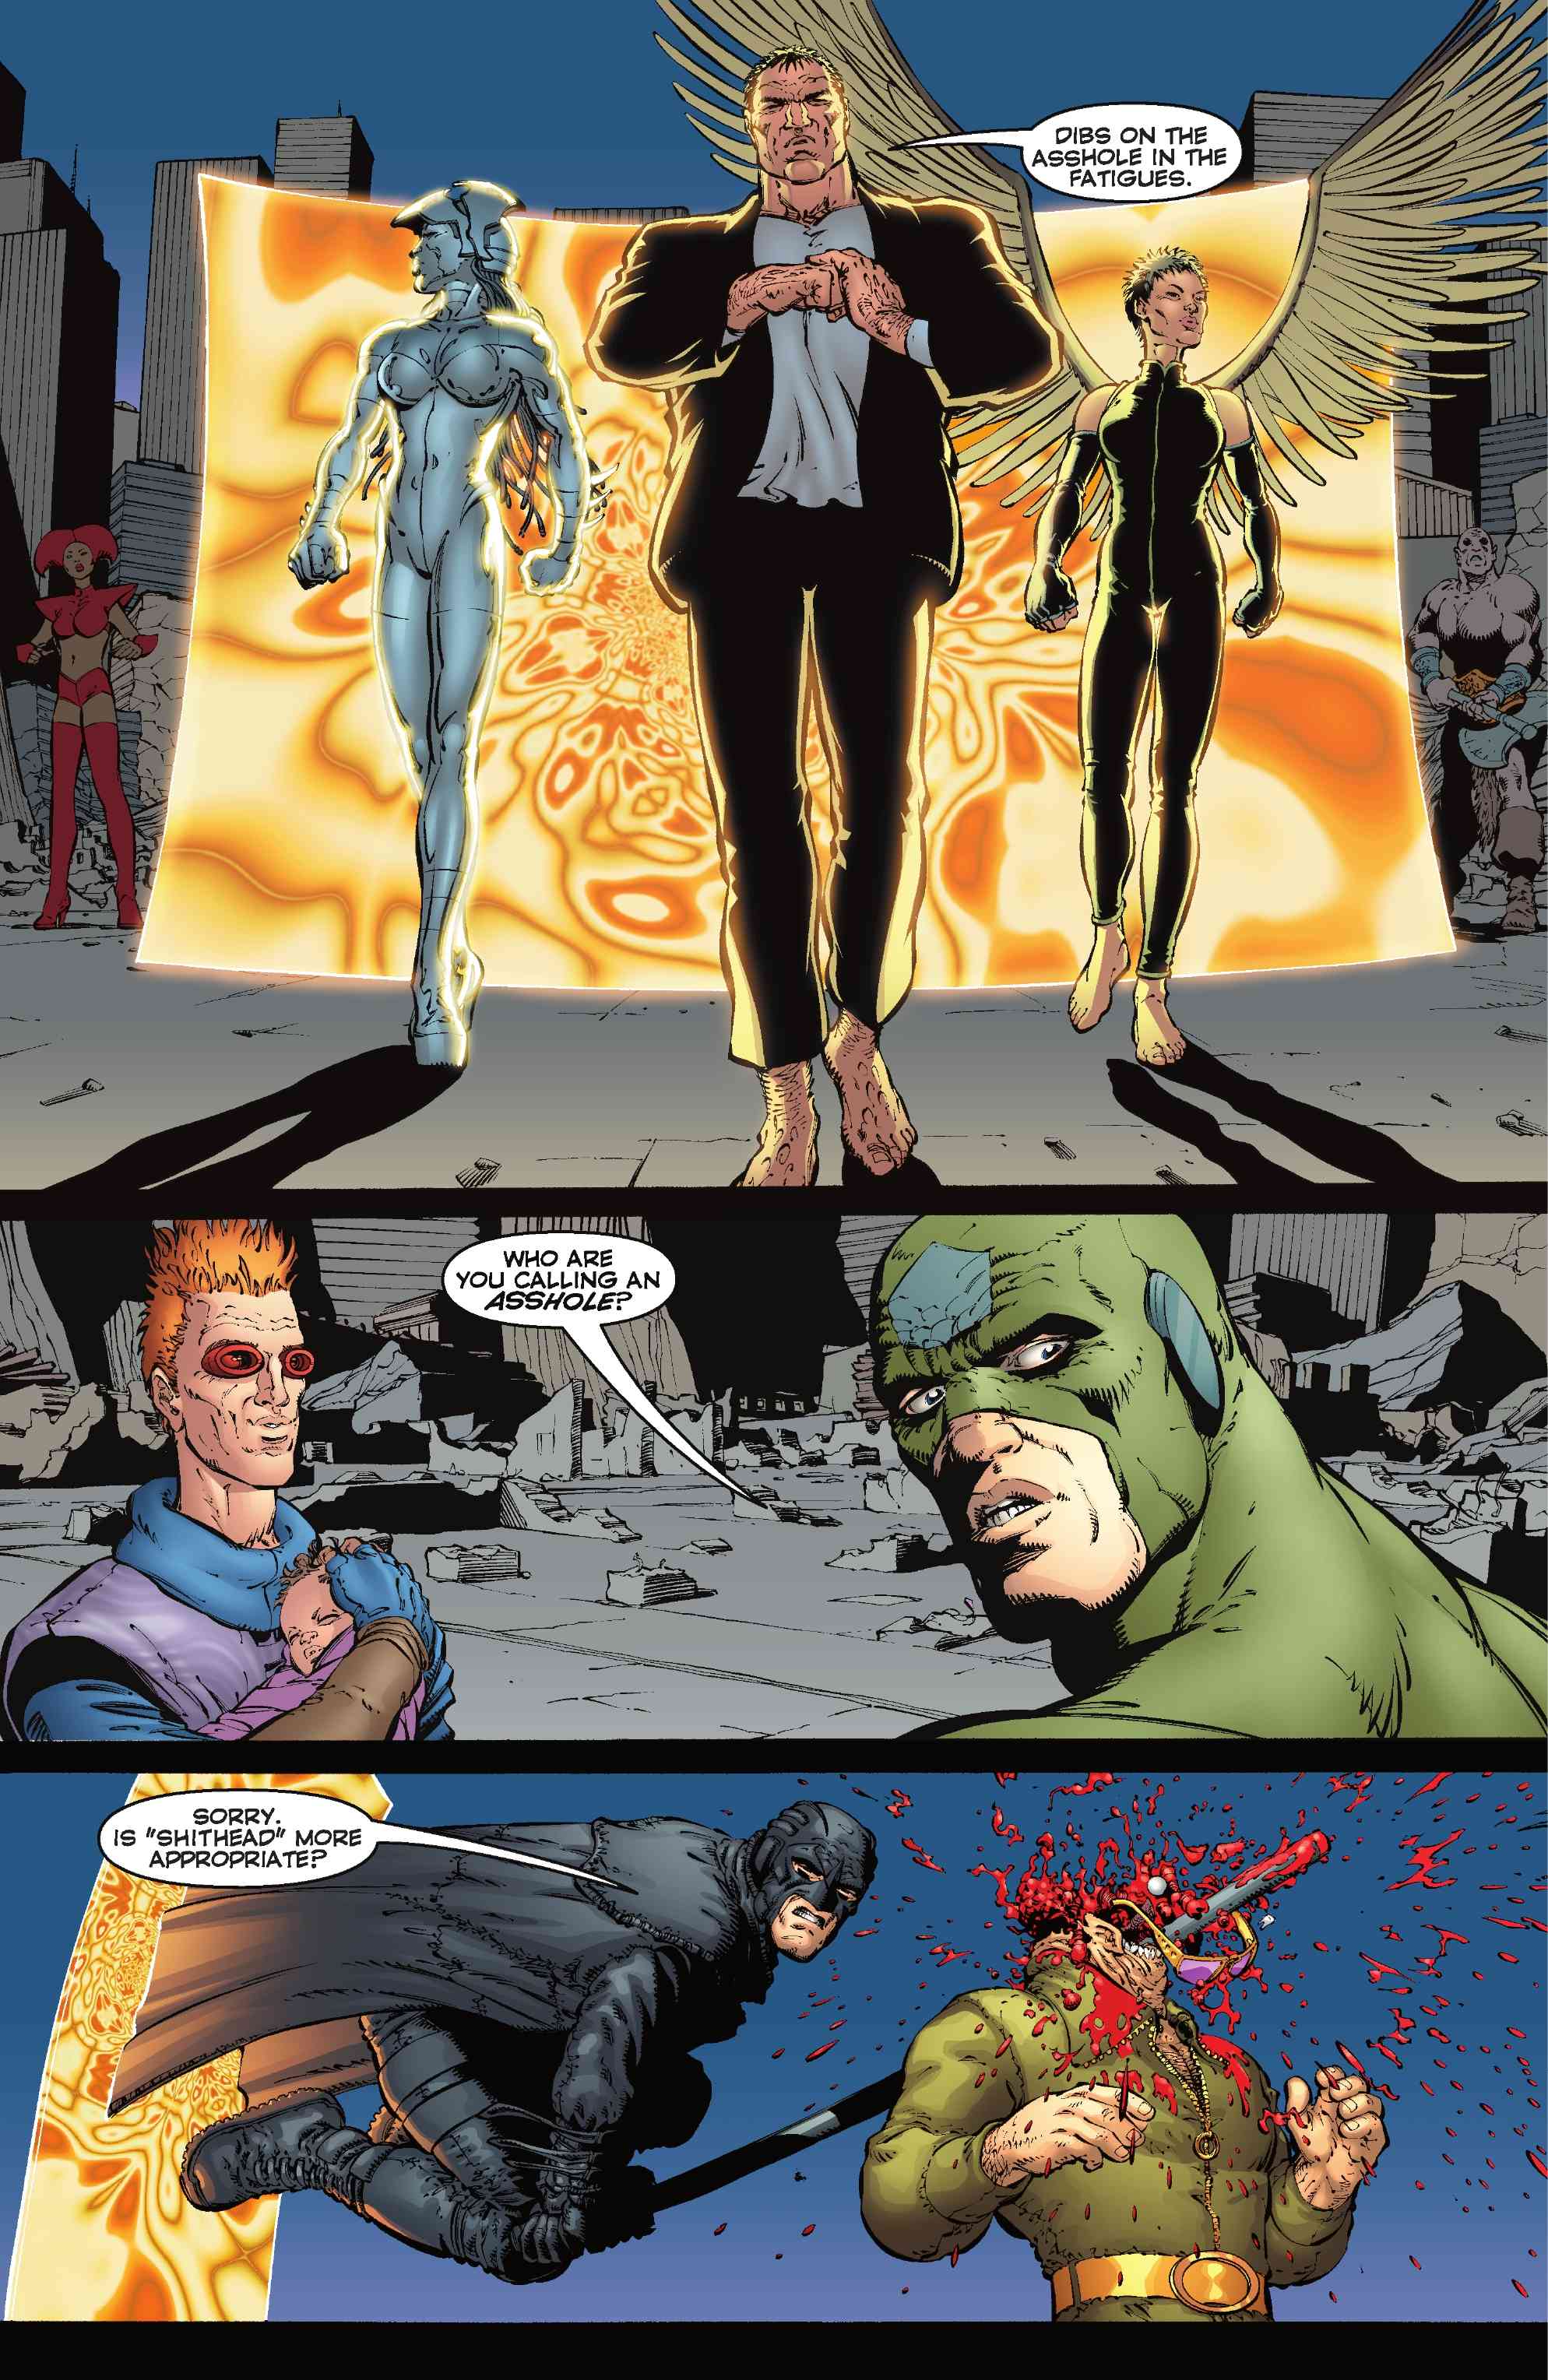 DIBS ON THE
ASSHOLE IN THE
FATIGUES.
WHO ARE
YOU CALLING AN
ASSHOLE?
SORRY.
IS "SHITHEAD" MORE
APPROPRIATE?